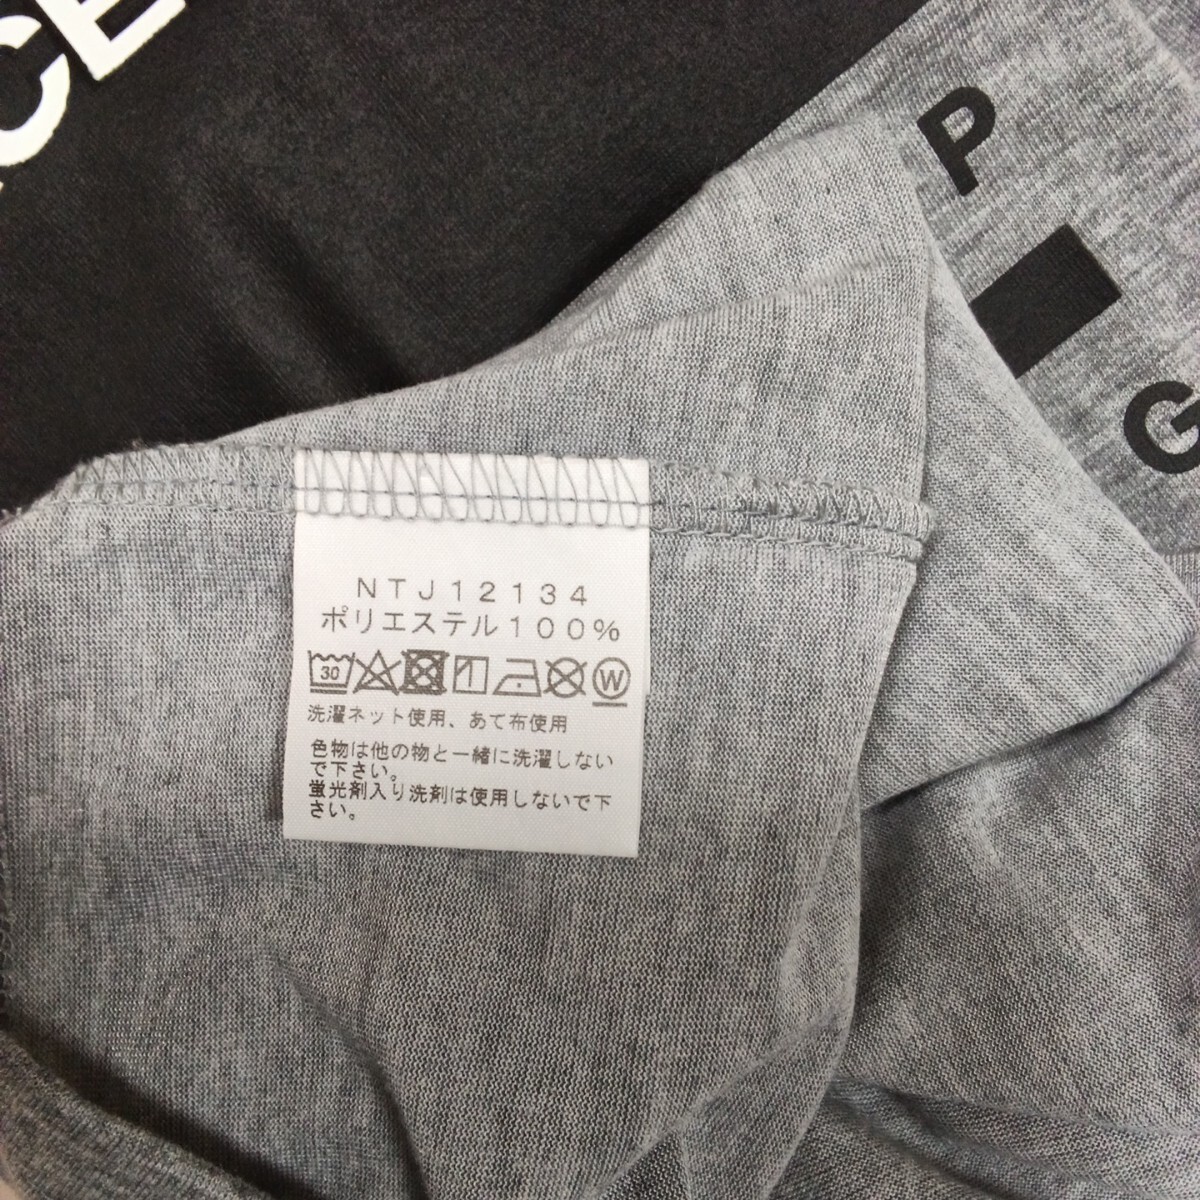 CE
P
G
NTJ12134
ポリエステル100%
30 W
洗濯ネット使用、あて布使用
色物は他の物と一緒に洗濯しない
で下さい。
蛍光剤入り洗剤は使用しないで下
さい。